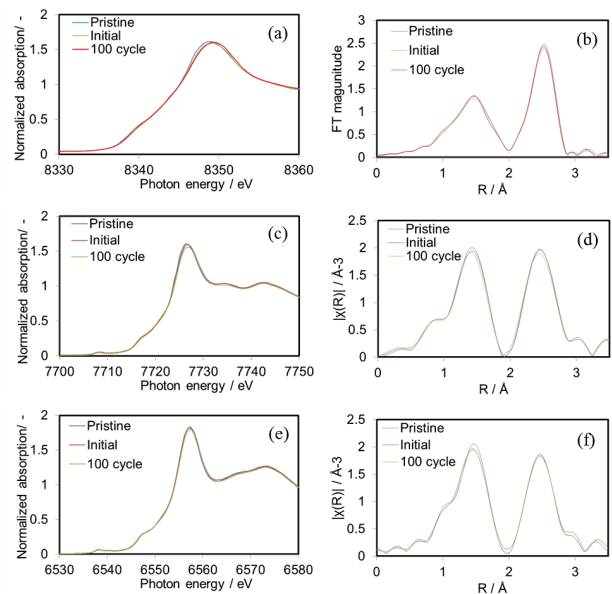 (a)
Pristine
Initial
100 cycle
Normalized absorption/ -
2
1.5
1
0.5
0
8330 8340 8350 8360
Photon energy / eV
(b)
Pristine
Initial
100 cycle
FT magunitude
3
2.5
2
1.5
1
0.5
0
0 1 2 3
R / Å
(c)
Pristine
Initial
100 cycle
Normalized absorption/ -
2
1.5
1
0.5
0
7700 7710 7720 7730 7740 7750
Photon energy / eV
(d)
Pristine
Initial
100 cycle
|χ(R)| / Å-3
2.5
2
1.5
1
0.5
0
0 1 2 3
R / Å
(e)
Pristine
Initial
100 cycle
Normalized absorption/ -
2
1.5
1
0.5
0
6530 6540 6550 6560 6570 6580
Photon energy / eV
(f)
Pristine
Initial
100 cycle
|χ(R)| / Å-3
2.5
2
1.5
1
0.5
0
0 1 2 3
R / Å